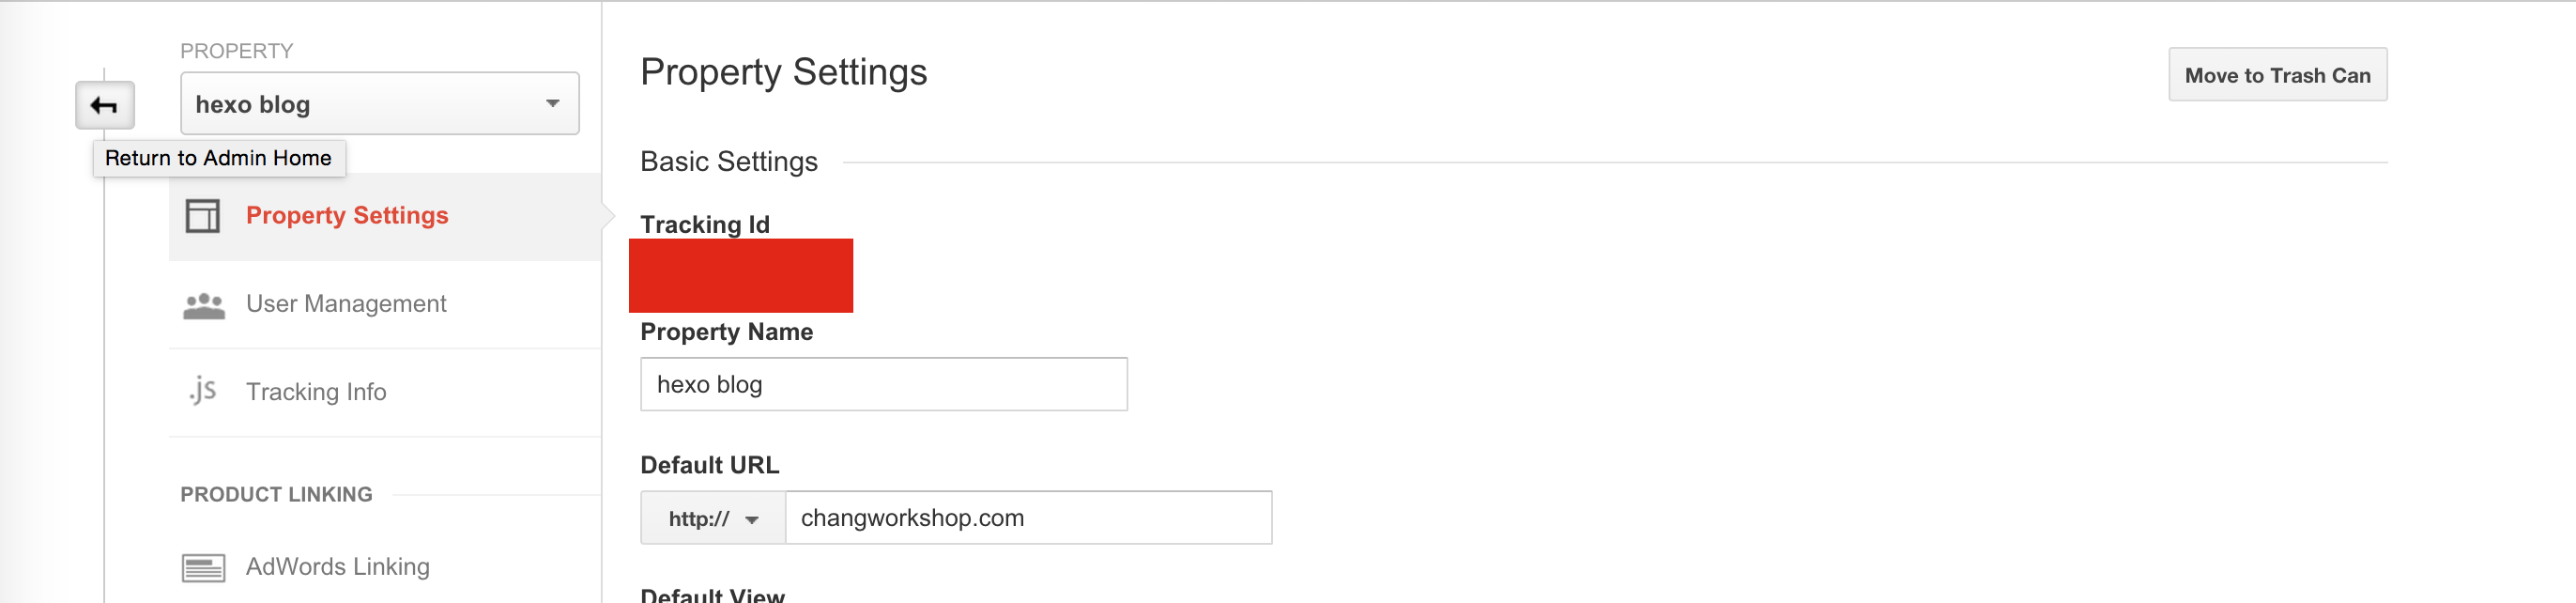 PROPERTY
hexo blog
Return to Admin Home
Property Settings
User Management
.js Tracking Info
PRODUCT LINKING
AdWords Linking
Property Settings
Move to Trash Can
Basic Settings
Tracking Id
Property Name
hexo blog
Default URL
http:// changworkshop.com
Default View